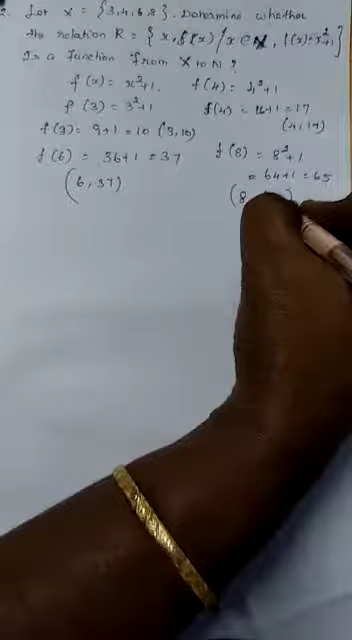 2. Let x = {3,4,6,8}. Determine whether
the relation R = { x, f(x) / x ∈ X, f(x) = x²+1}
Is a function from X to N ?
f(x) = x²+1. f(4) = 4²+1
f(3) = 3²+1 f(4) = 16+1 = 17
f(3) = 9+1 = 10 (3,10) (4,17)
f(6) = 36+1 = 37 f(8) = 8²+1
(6,37) = 64+1 = 65
(8